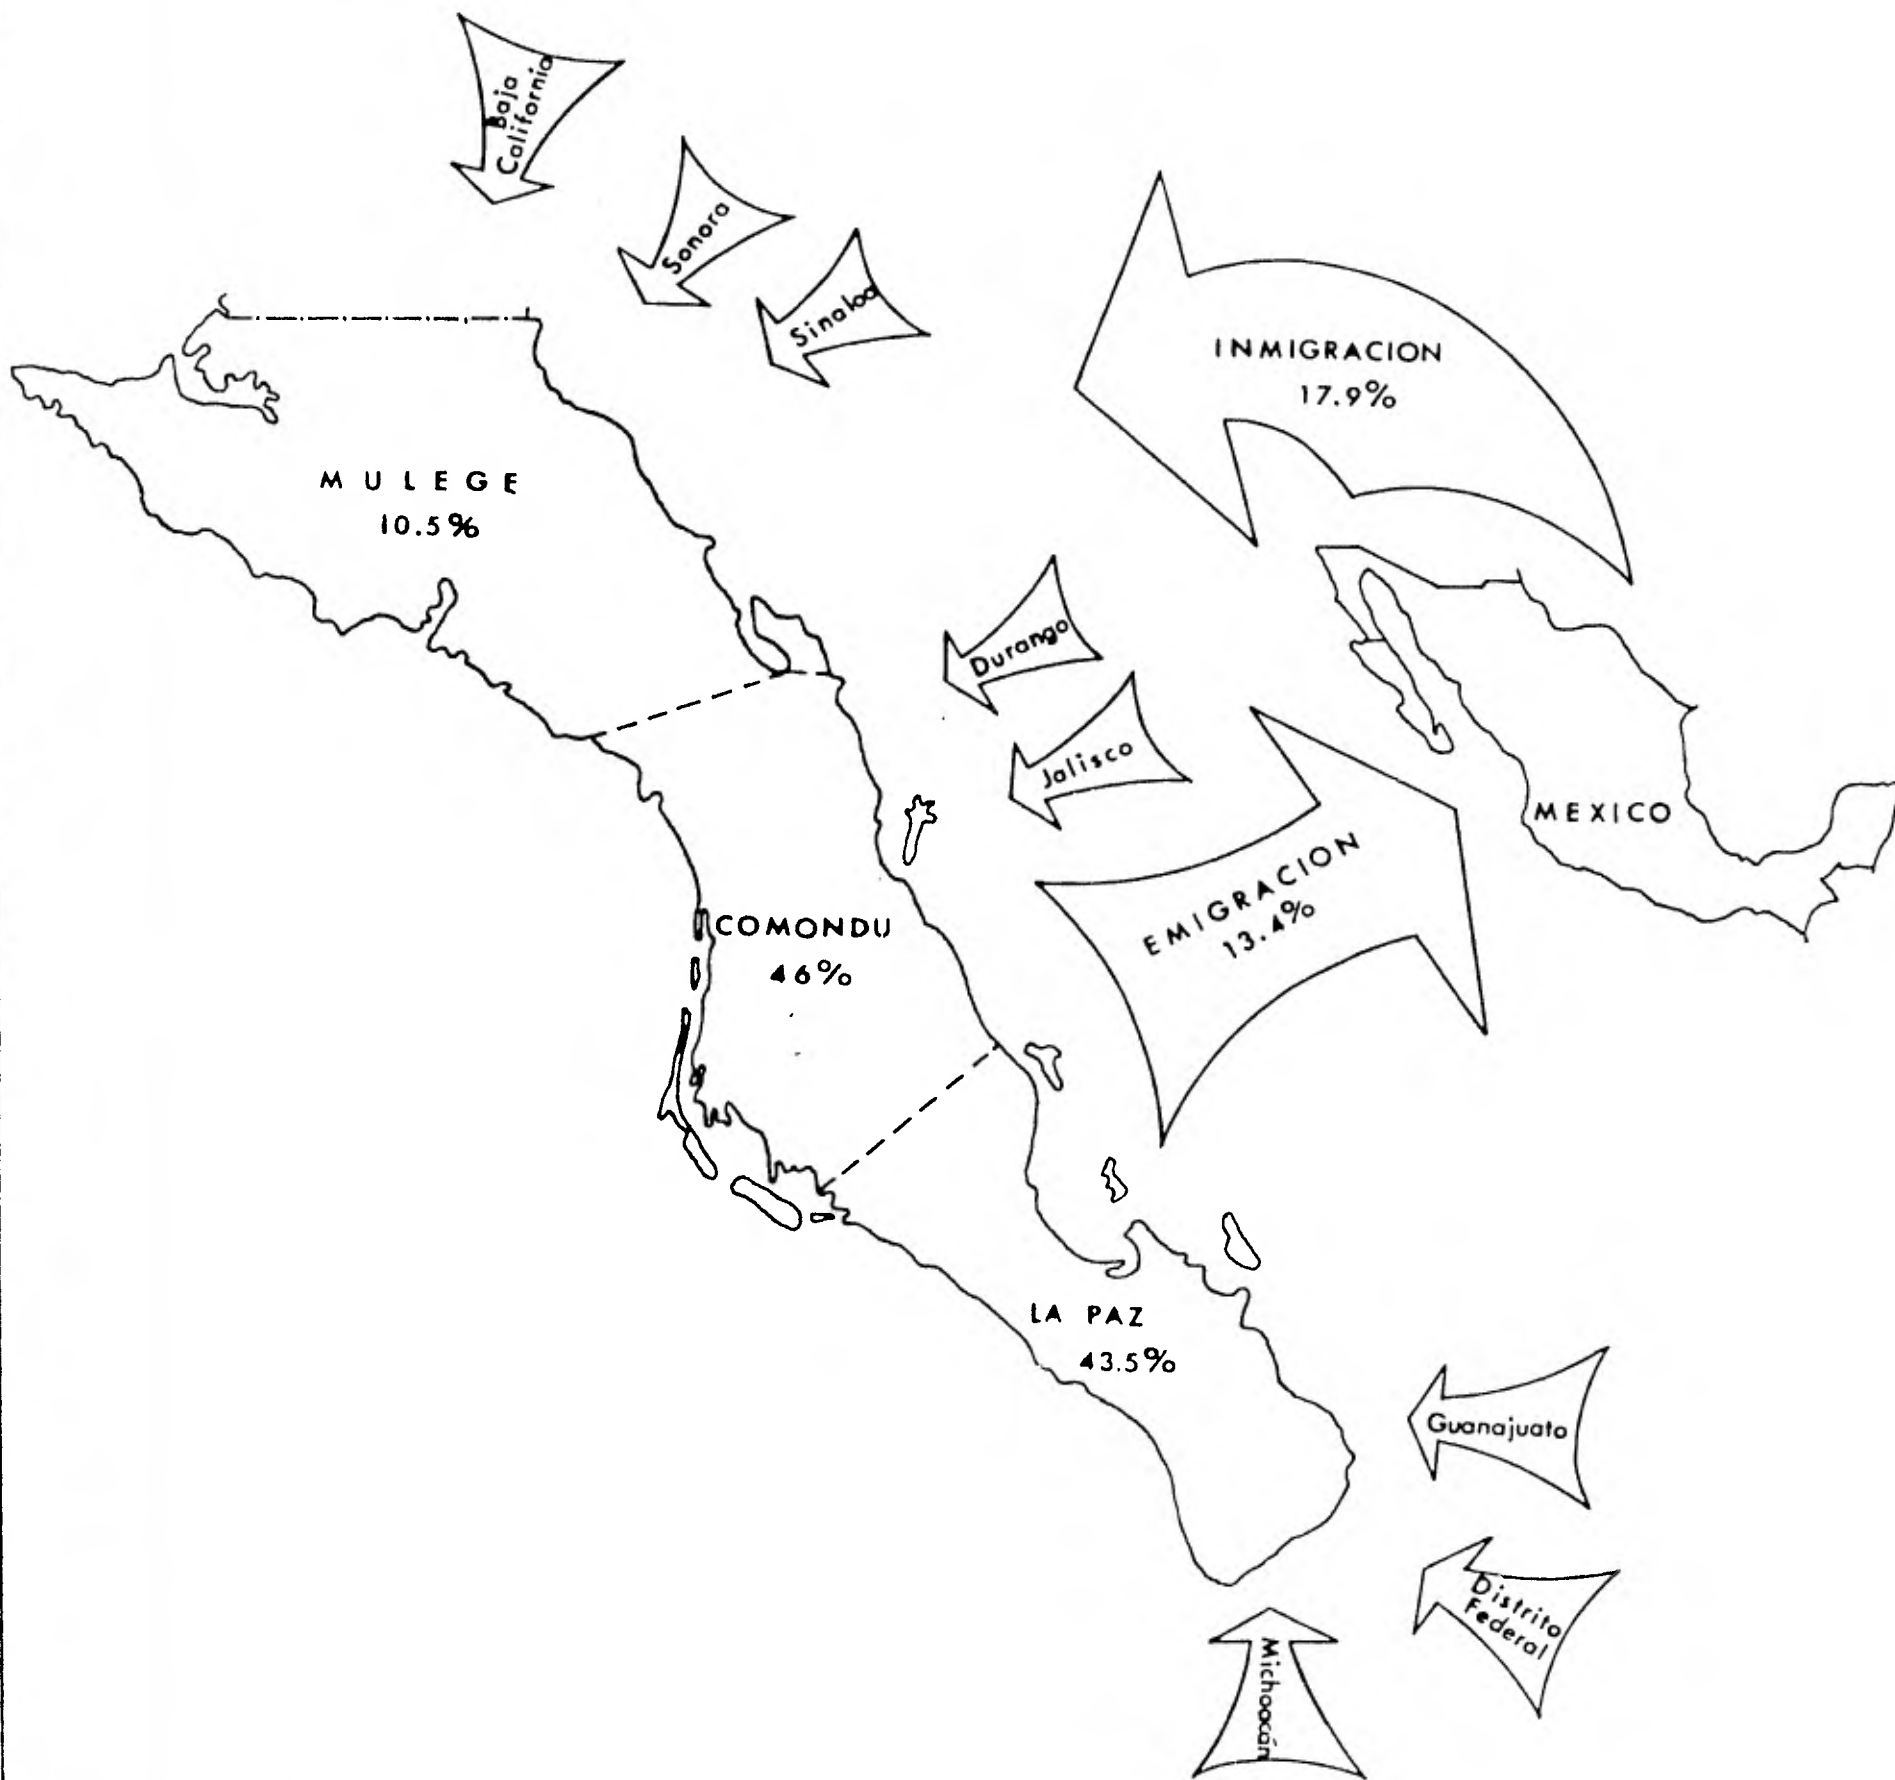 Baja
California
Sonora
Sinaloa
INMIGRACION
17.9%
MULEGE
10.5%
Durango
Jalisco
MEXICO
EMIGRACION
13.4%
COMONDU
46%
LA PAZ
43.5%
Guanajuato
Distrito
Federal
Michoacán